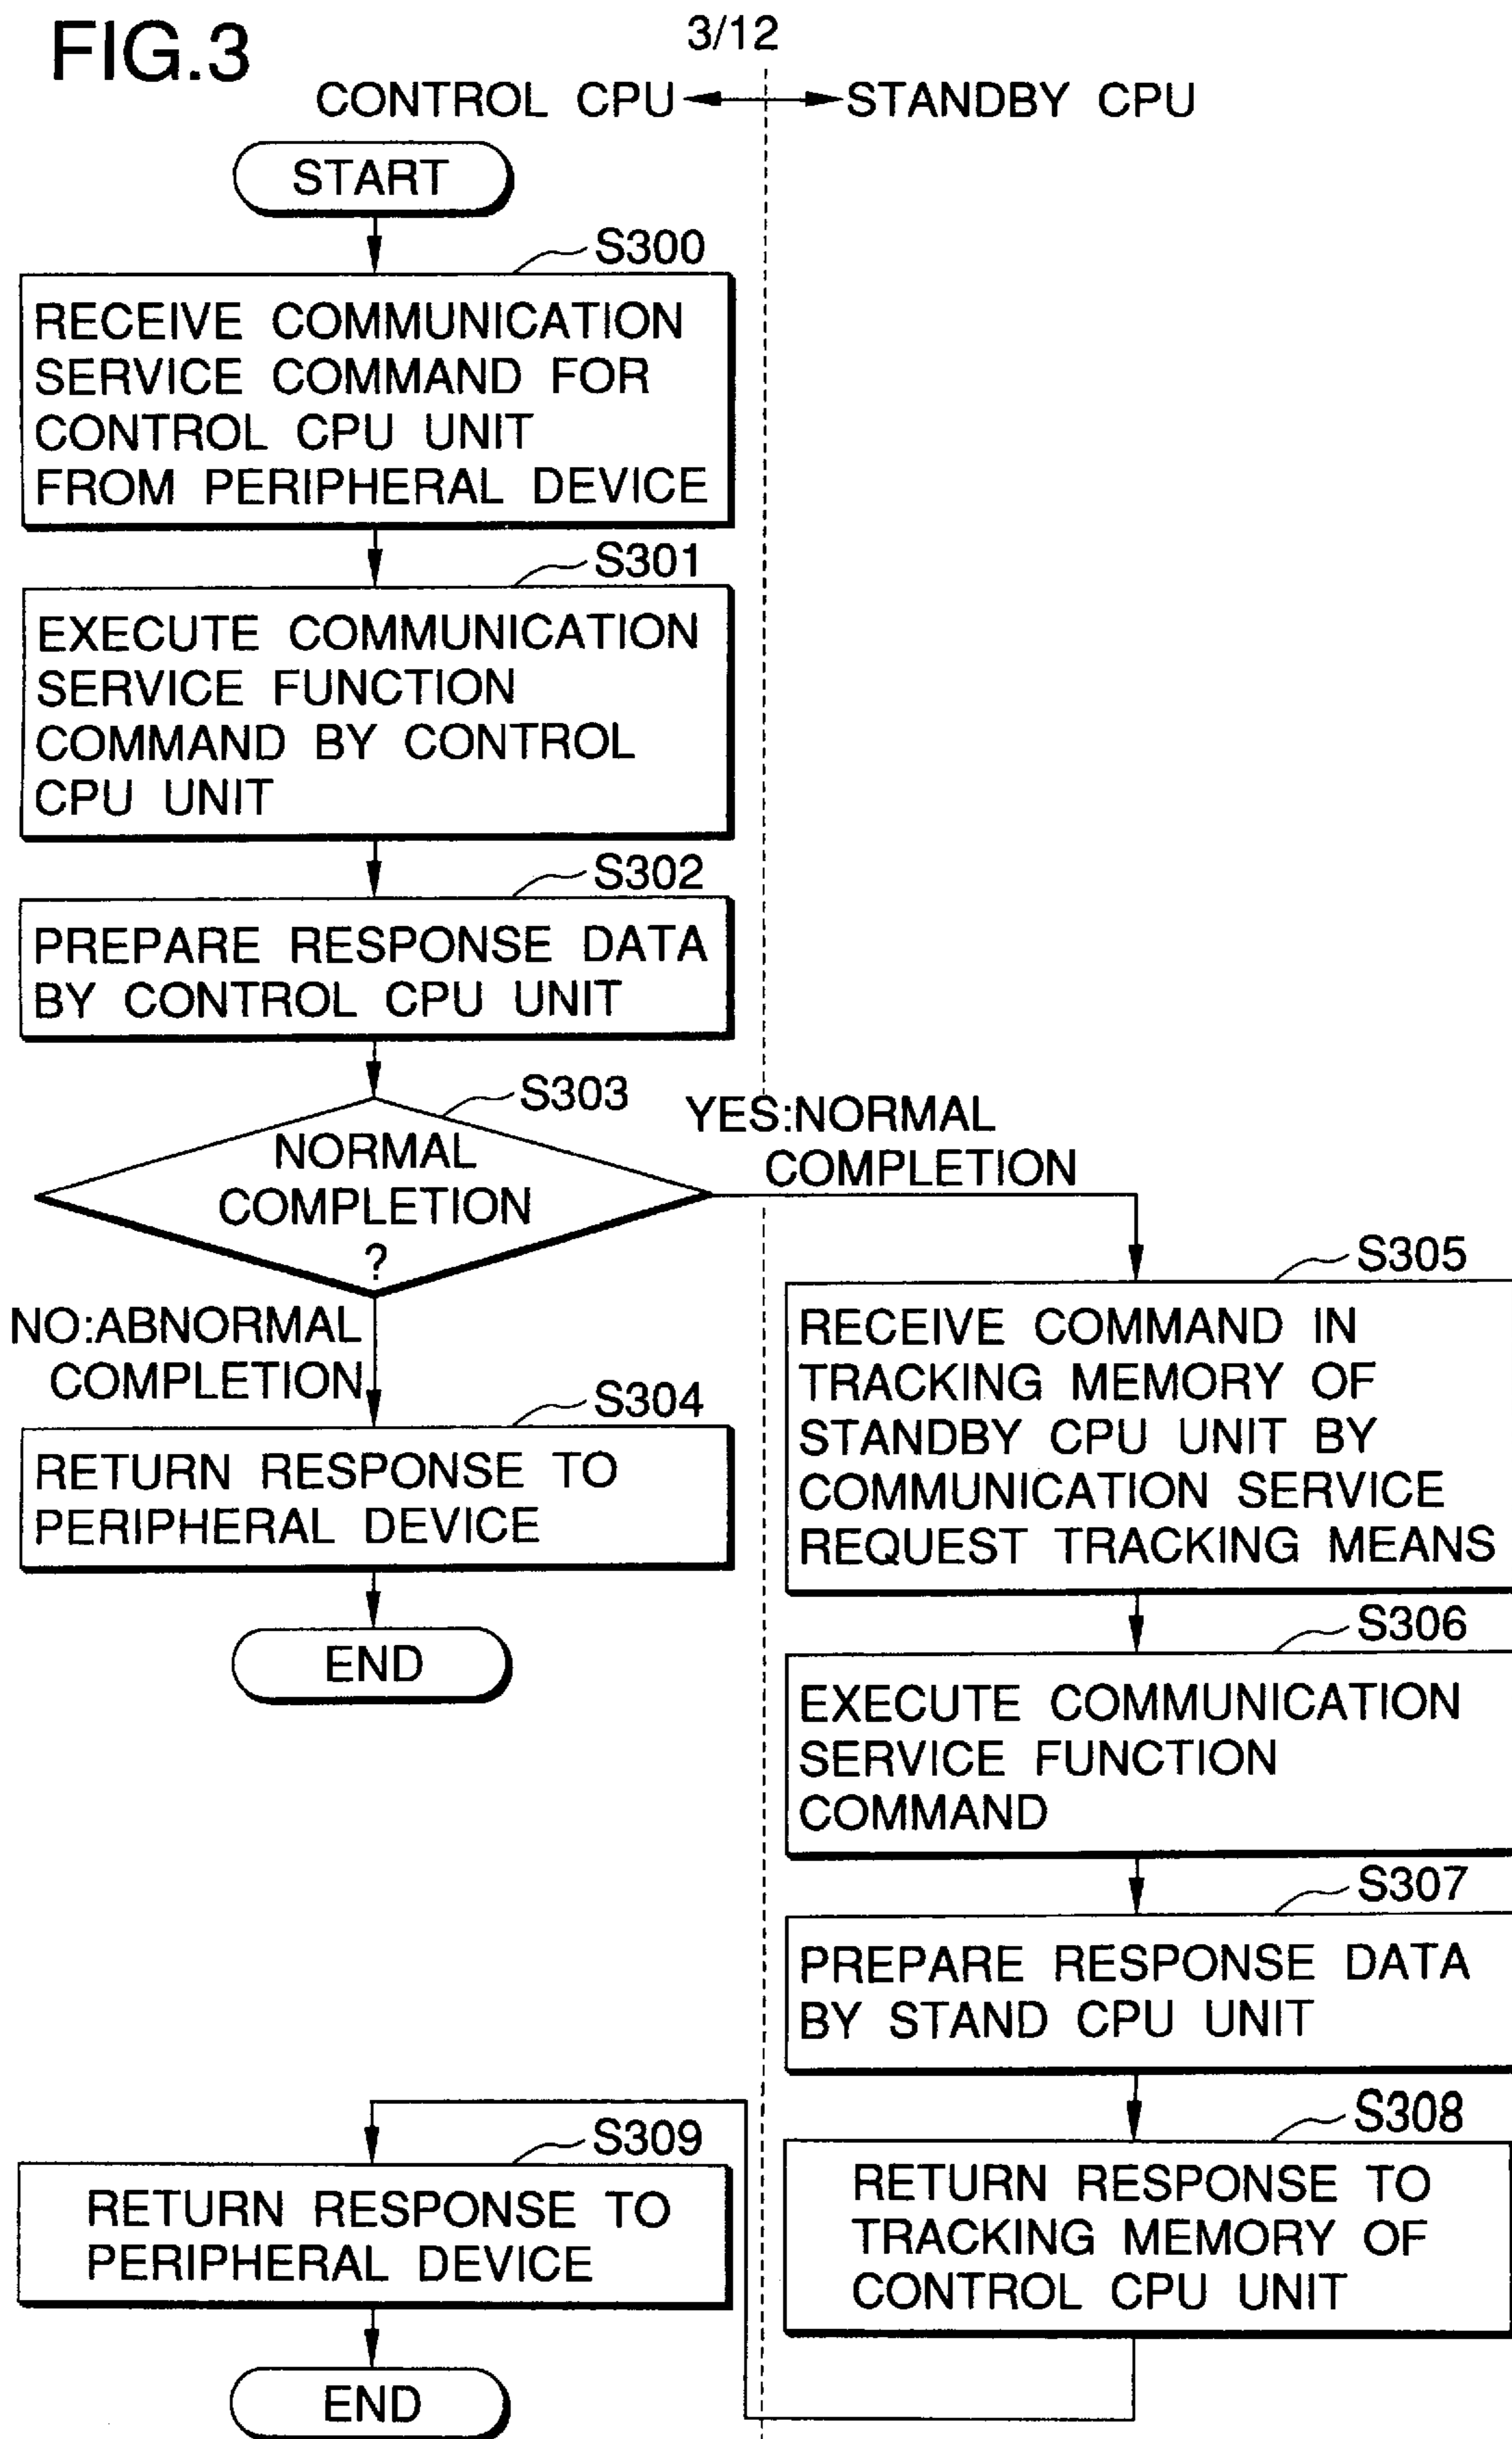 FIG.3
3/12
CONTROL CPU
STANDBY CPU
START
S300
RECEIVE COMMUNICATION
SERVICE COMMAND FOR
CONTROL CPU UNIT
FROM PERIPHERAL DEVICE
S301
EXECUTE COMMUNICATION
SERVICE FUNCTION
COMMAND BY CONTROL
CPU UNIT
S302
PREPARE RESPONSE DATA
BY CONTROL CPU UNIT
S303
NORMAL
COMPLETION
?
YES:NORMAL
COMPLETION
NO:ABNORMAL
COMPLETION
S304
RETURN RESPONSE TO
PERIPHERAL DEVICE
END
S305
RECEIVE COMMAND IN
TRACKING MEMORY OF
STANDBY CPU UNIT BY
COMMUNICATION SERVICE
REQUEST TRACKING MEANS
S306
EXECUTE COMMUNICATION
SERVICE FUNCTION
COMMAND
S307
PREPARE RESPONSE DATA
BY STAND CPU UNIT
S308
RETURN RESPONSE TO
TRACKING MEMORY OF
CONTROL CPU UNIT
S309
RETURN RESPONSE TO
PERIPHERAL DEVICE
END